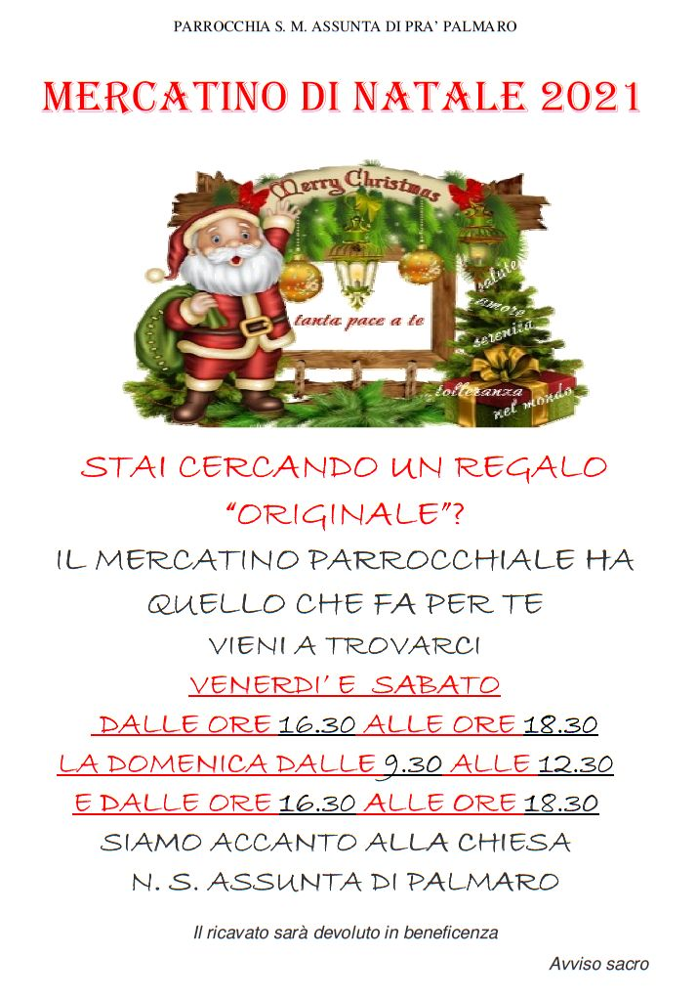 PARROCCHIA S. M. ASSUNTA DI PRA' PALMARO
MERCATINO DI NATALE 2021
Merry Christmas
tanta pace a te
salute
amore
serenità
tolleranza
nel mondo
STAI CERCANDO UN REGALO
"ORIGINALE"?
IL MERCATINO PARROCCHIALE HA
QUELLO CHE FA PER TE
VIENI A TROVARCI
VENERDI' E SABATO
DALLE ORE 16.30 ALLE ORE 18.30
LA DOMENICA DALLE 9.30 ALLE 12.30
E DALLE ORE 16.30 ALLE ORE 18.30
SIAMO ACCANTO ALLA CHIESA
N. S. ASSUNTA DI PALMARO
Il ricavato sarà devoluto in beneficenza
Avviso sacro